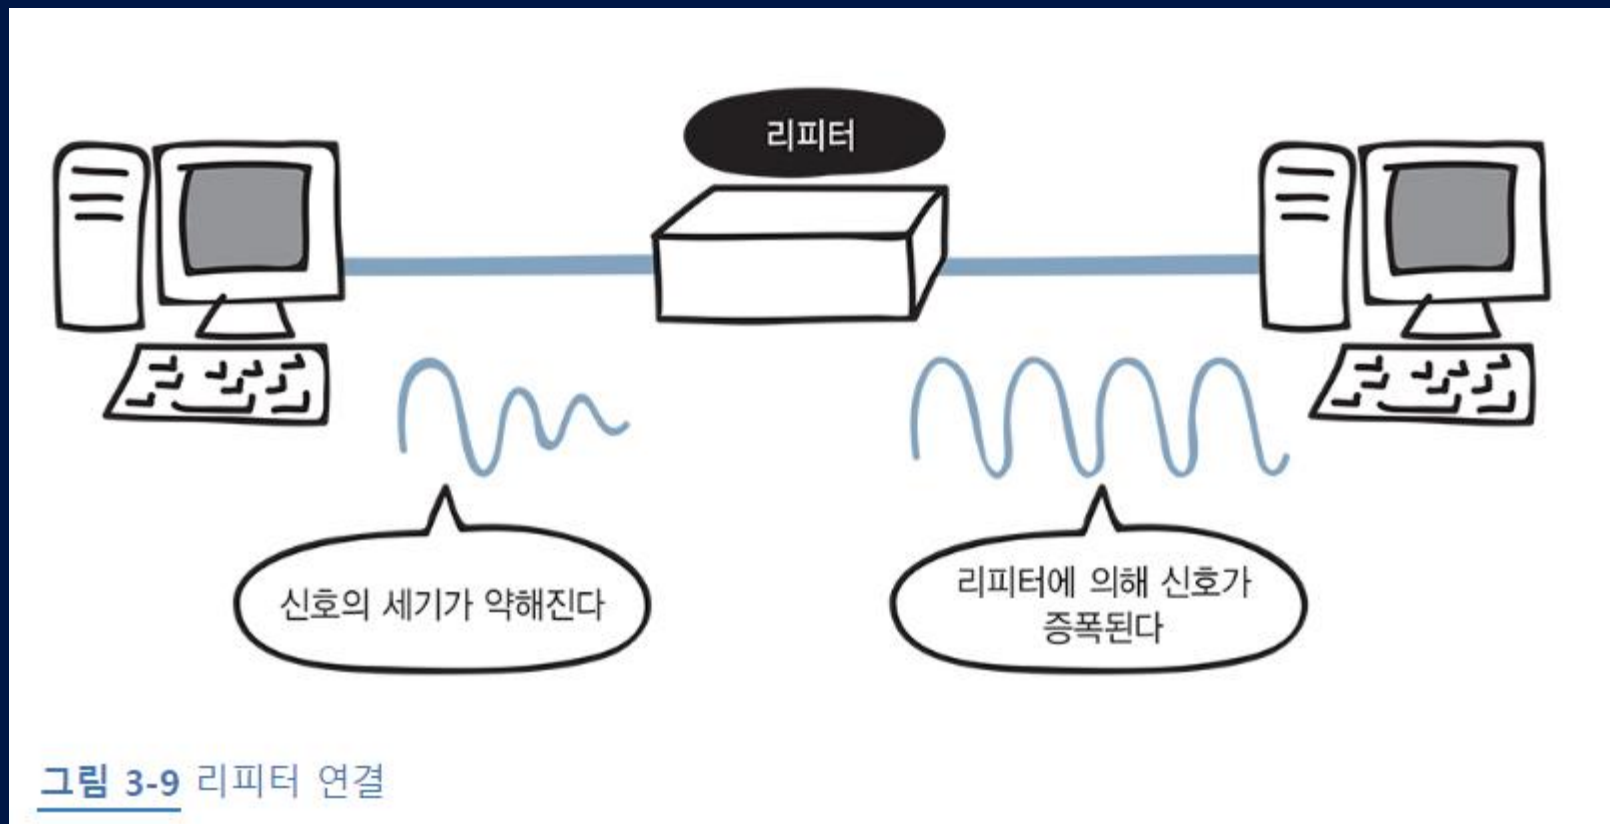 리피터
신호의 세기가 약해진다
리피터에 의해 신호가
증폭된다
그림 3-9 리피터 연결